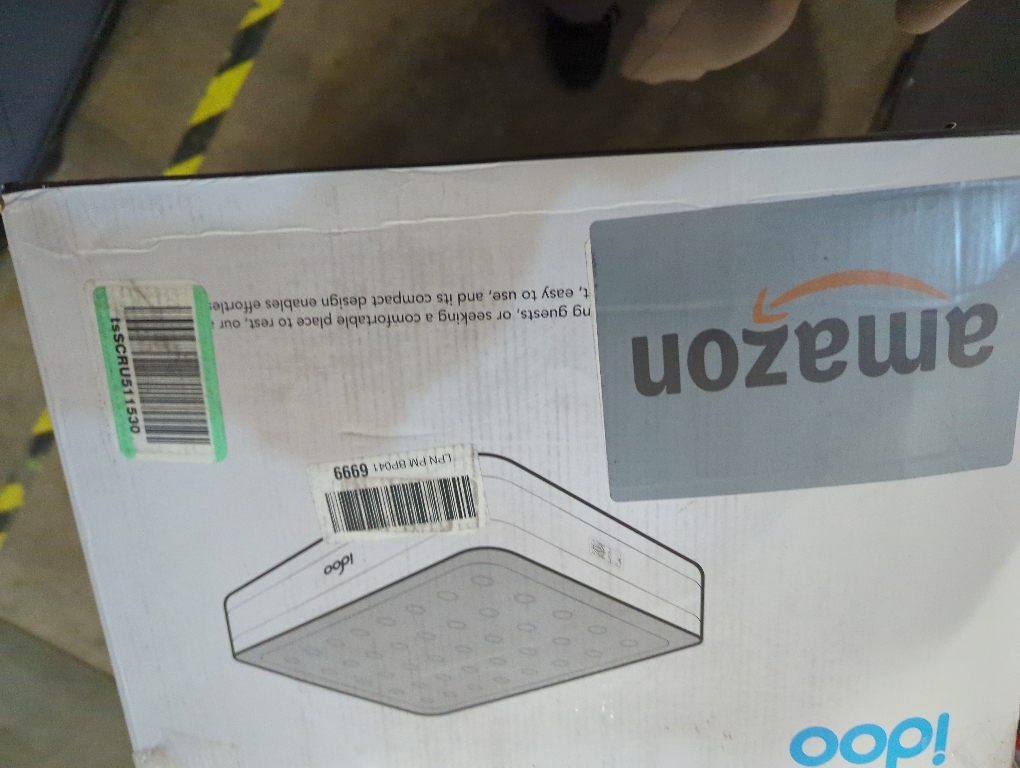 ng guests, or seeking a comfortable place to rest, our
t, easy to use, and its compact design enables effortles
amazon
tsSCRU511530
LPN PM BP041 6999
idoo
idoo